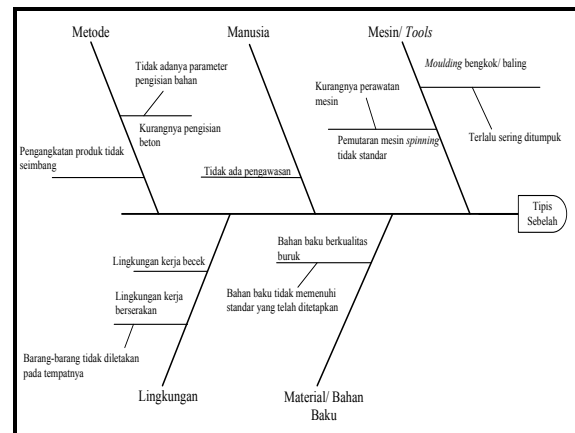 Metode
Manusia
Mesin/ Tools
Tidak adanya parameter
pengisian bahan
Kurangnya pengisian
beton
Pengangkatan produk tidak
seimbang
Tidak ada pengawasan
Kurangnya perawatan
mesin
Pemutaran mesin spinning
tidak standar
Moulding bengkok/ baling
Terlalu sering ditumpuk
Tipis
Sebelah
Lingkungan kerja becek
Lingkungan kerja
berserakan
Barang-barang tidak diletakan
pada tempatnya
Bahan baku berkualitas
buruk
Bahan baku tidak memenuhi
standar yang telah ditetapkan
Lingkungan
Material/ Bahan
Baku